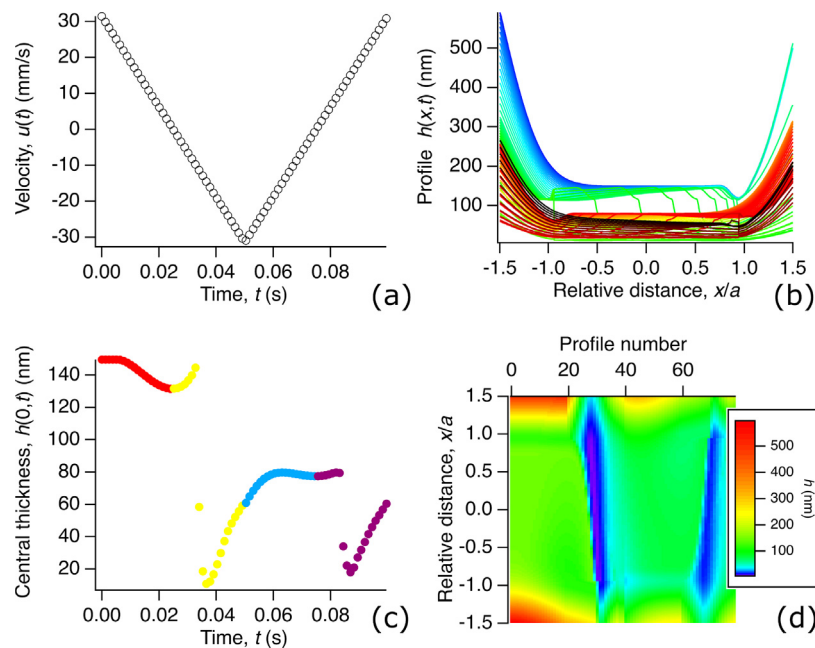 30
20
10
0
-10
-20
-30
Velocity, u(t) (mm/s)
0.00 0.02 0.04 0.06 0.08
Time, t (s)
(a)
500
400
300
200
100
Profile h(x,t) (nm)
-1.5 -1.0 -0.5 0.0 0.5 1.0 1.5
Relative distance, x/a
(b)
140
120
100
80
60
40
20
Central thickness, h(0,t) (nm)
0.00 0.02 0.04 0.06 0.08
Time, t (s)
(c)
Profile number
0 20 40 60
1.5
1.0
0.5
0.0
-0.5
-1.0
-1.5
Relative distance, x/a
500
400
300
200
100
h (nm)
(d)